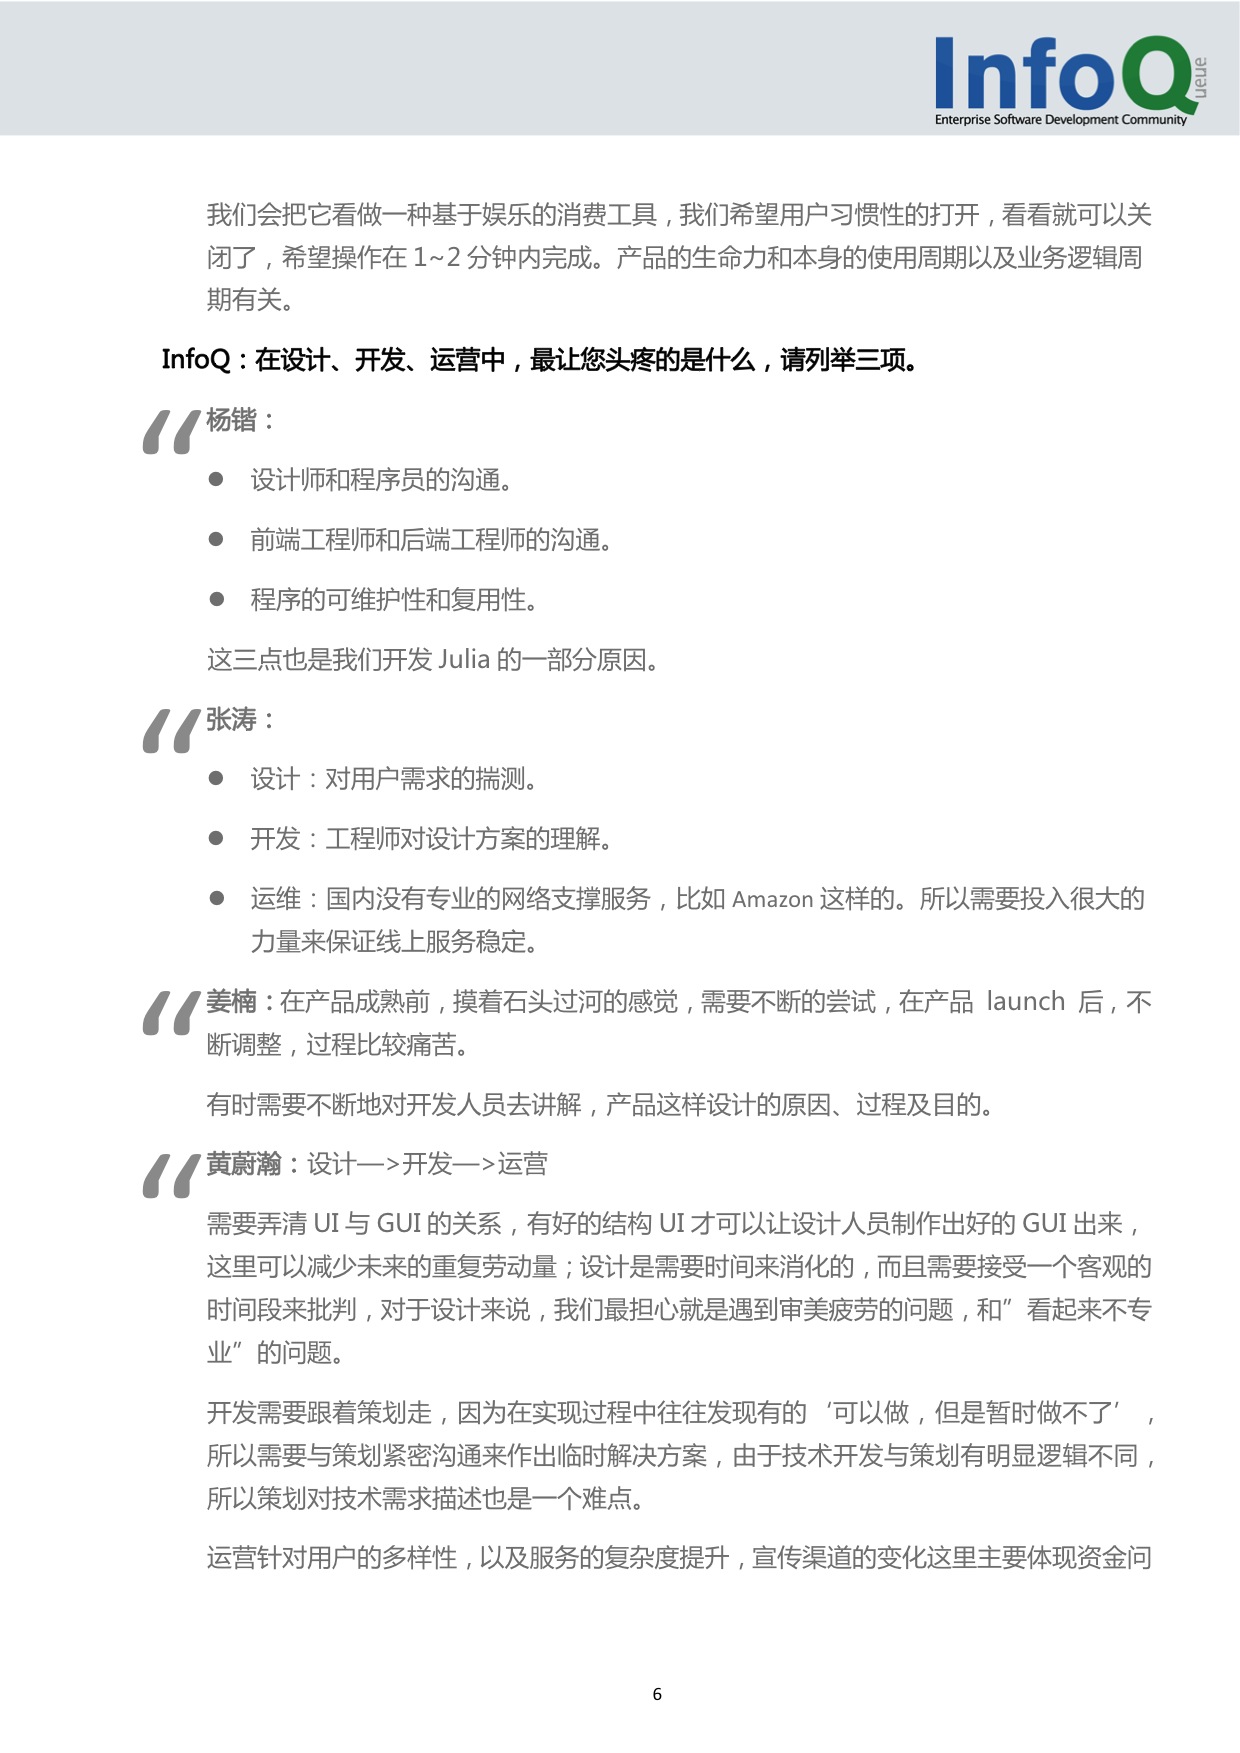 InfoQ
ueue
Enterprise Software Development Community
我们会把它看做一种基于娱乐的消费工具，我们希望用户习惯性的打开，看看就可以关
闭了，希望操作在 1~2 分钟内完成。产品的生命力和本身的使用周期以及业务逻辑周
期有关。
InfoQ：在设计、开发、运营中，最让您头疼的是什么，请列举三项。
“ 杨锴：
● 设计师和程序员的沟通。
● 前端工程师和后端工程师的沟通。
● 程序的可维护性和复用性。
这三点也是我们开发 Julia 的一部分原因。
“ 张涛：
● 设计：对用户需求的揣测。
● 开发：工程师对设计方案的理解。
● 运维：国内没有专业的网络支撑服务，比如 Amazon 这样的。所以需要投入很大的
力量来保证线上服务稳定。
“ 姜楠：在产品成熟前，摸着石头过河的感觉，需要不断的尝试，在产品 launch 后，不
断调整，过程比较痛苦。
有时需要不断地对开发人员去讲解，产品这样设计的原因、过程及目的。
“ 黄蔚瀚：设计—>开发—>运营
需要弄清 UI 与 GUI 的关系，有好的结构 UI 才可以让设计人员制作出好的 GUI 出来，
这里可以减少未来的重复劳动量；设计是需要时间来消化的，而且需要接受一个客观的
时间段来批判，对于设计来说，我们最担心就是遇到审美疲劳的问题，和”看起来不专
业”的问题。
开发需要跟着策划走，因为在实现过程中往往发现有的‘可以做，但是暂时做不了’，
所以需要与策划紧密沟通来作出临时解决方案，由于技术开发与策划有明显逻辑不同，
所以策划对技术需求描述也是一个难点。
运营针对用户的多样性，以及服务的复杂度提升，宣传渠道的变化这里主要体现资金问
6